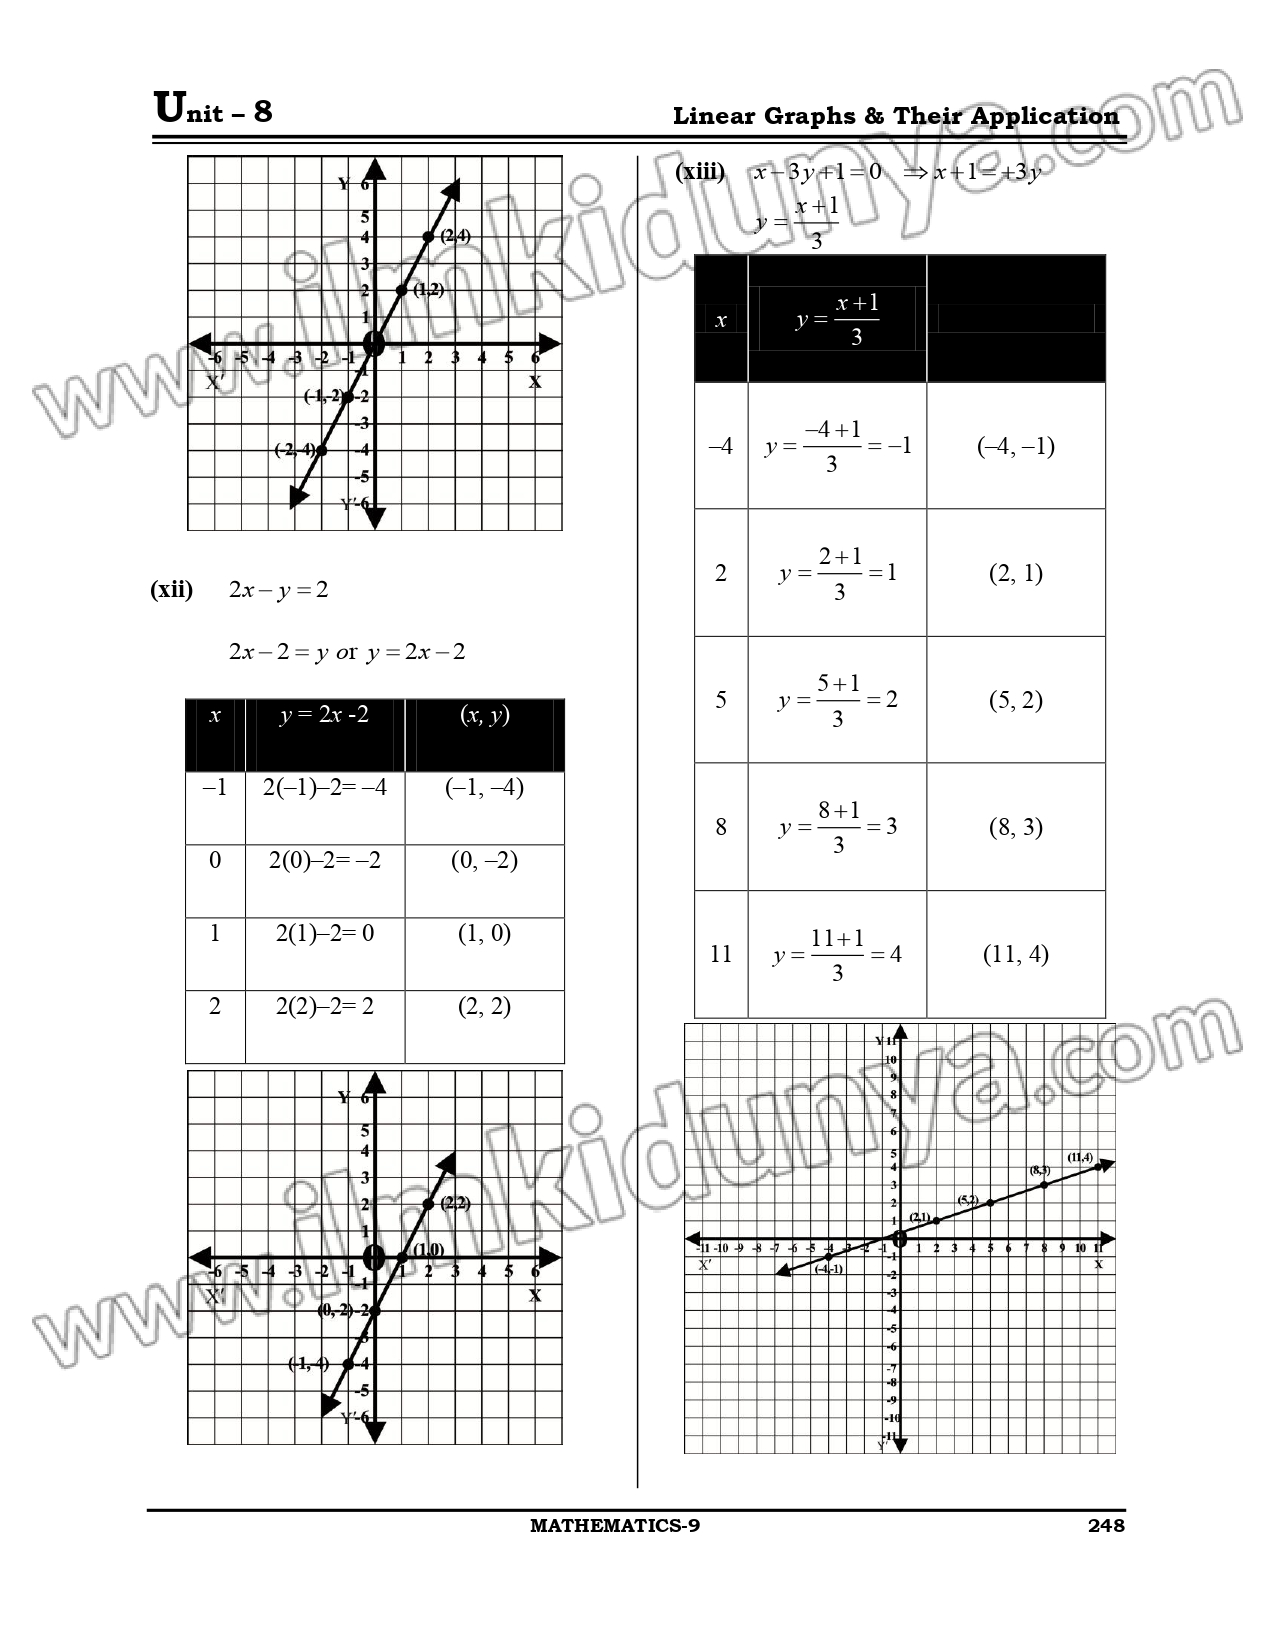 Unit – 8
Linear Graphs & Their Application
Y 6
5
4 (2,4)
3
2 (1,2)
1
-6 -5 -4 -3 -2 -1 O 1 2 3 4 5 6
X′ -1 X
(-1,-2) -2
-3
(-2,-4) -4
-5
Y′-6
(xii) 2x – y = 2
2x – 2 = y or y = 2x – 2
x y = 2x -2 (x, y)
–1 2(–1)–2= –4 (–1, –4)
0 2(0)–2= –2 (0, –2)
1 2(1)–2= 0 (1, 0)
2 2(2)–2= 2 (2, 2)
Y 6
5
4
3
2 (2,2)
1
O (1,0)
-6 -5 -4 -3 -2 -1 2 3 4 5 6
X′ -1 X
(0,-2) -2
-3
(-1,-4) -4
-5
Y′-6
(xiii) x – 3y + 1 = 0 ⇒ x + 1 = +3y
y = (x + 1)/3
x y = (x + 1)/3
–4 y = (–4 + 1)/3 = –1 (–4, –1)
2 y = (2 + 1)/3 = 1 (2, 1)
5 y = (5 + 1)/3 = 2 (5, 2)
8 y = (8 + 1)/3 = 3 (8, 3)
11 y = (11 + 1)/3 = 4 (11, 4)
Y 11
10
9
8
7
6
5 (11,4)
4 (8,3)
3
2 (5,2)
1 (2,1)
O
-11 -10 -9 -8 -7 -6 -5 -4 -3 -2 -1 1 2 3 4 5 6 7 8 9 10 11
X′ -1 X
(-4,-1)
-2
-3
-4
-5
-6
-7
-8
-9
-10
-11
Y′
MATHEMATICS-9
248
www.ilmkidunya.com
www.ilmkidunya.com